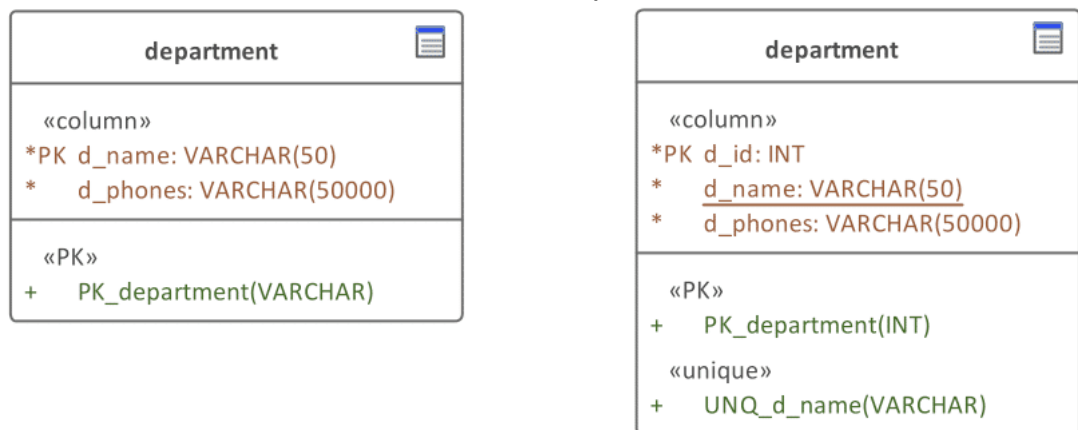 department
«column»
*PK d_name: VARCHAR(50)
* d_phones: VARCHAR(50000)
«PK»
+ PK_department(VARCHAR)
department
«column»
*PK d_id: INT
* d_name: VARCHAR(50)
* d_phones: VARCHAR(50000)
«PK»
+ PK_department(INT)
«unique»
+ UNQ_d_name(VARCHAR)